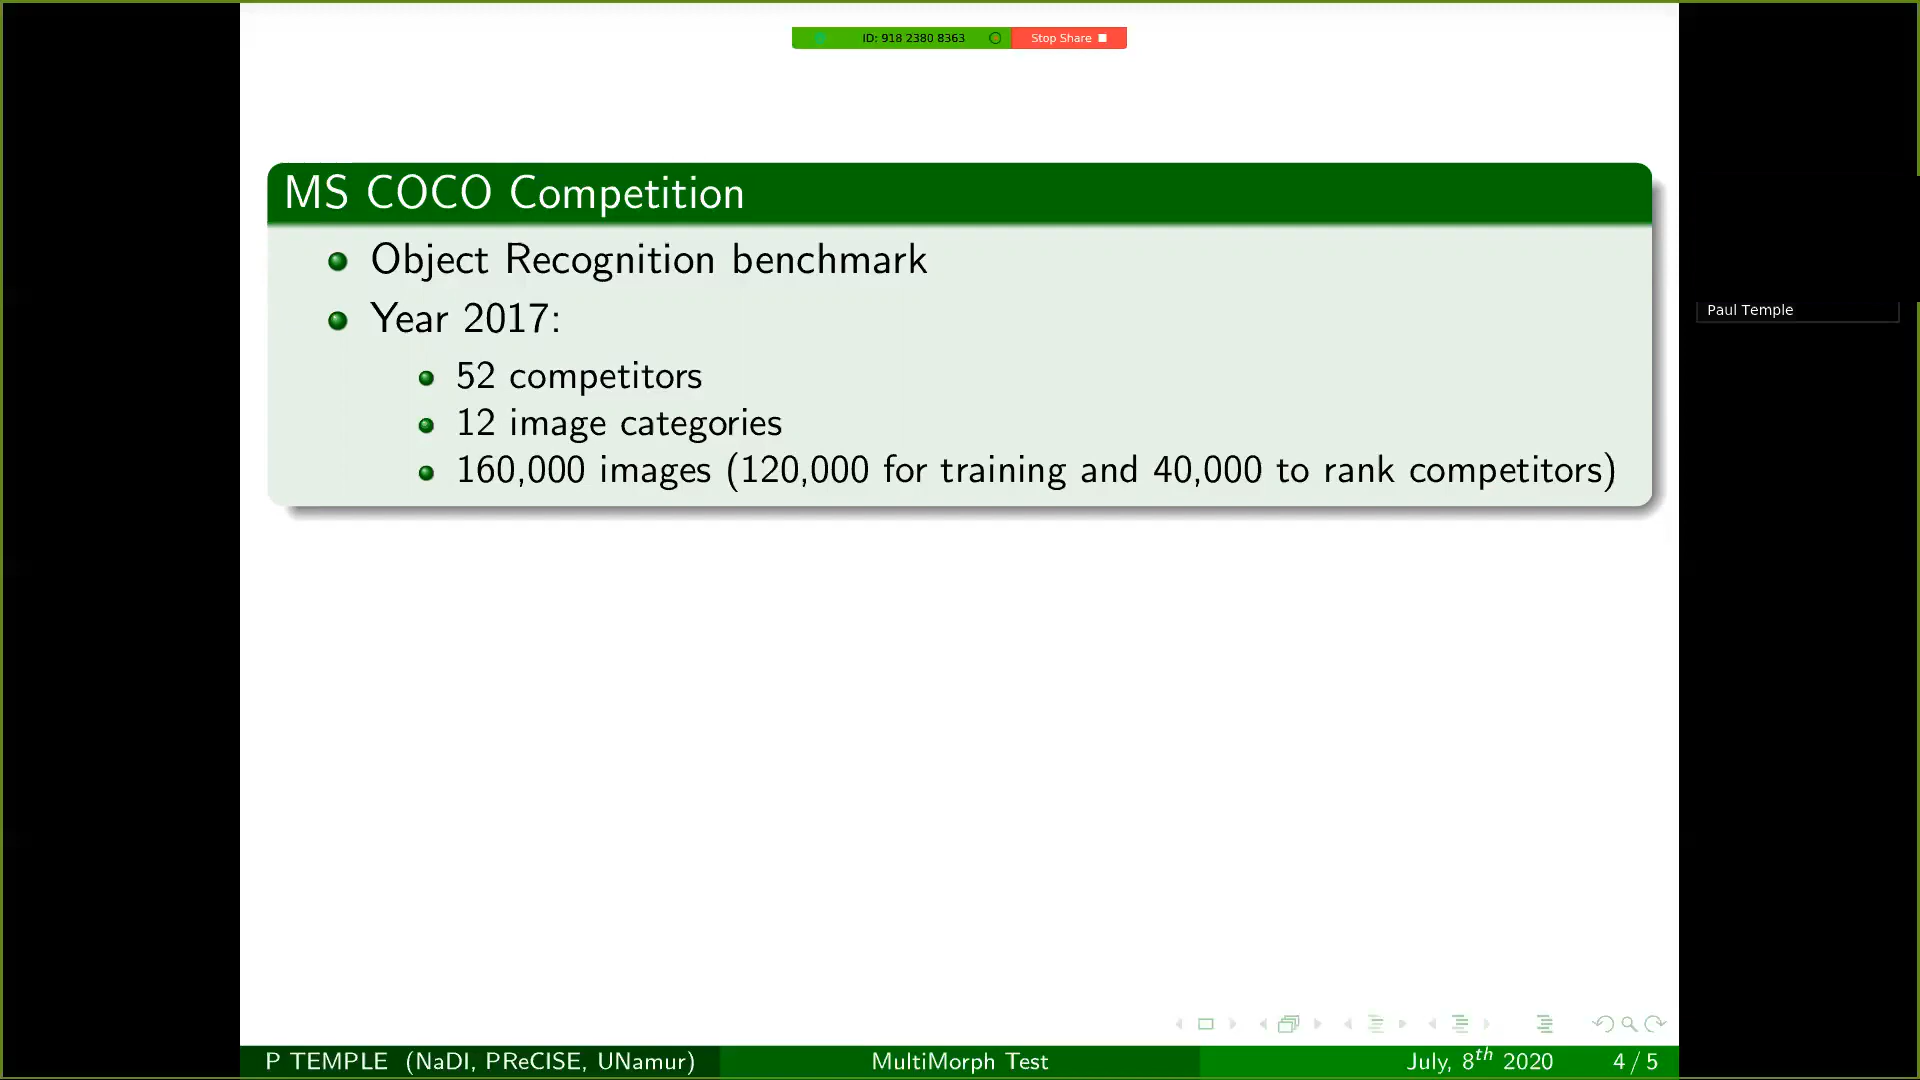 ID: 918 2380 8363 Stop Share
MS COCO Competition
Object Recognition benchmark
Year 2017:
52 competitors
12 image categories
160,000 images (120,000 for training and 40,000 to rank competitors)
Paul Temple
P TEMPLE (NaDI, PReCISE, UNamur) MultiMorph Test July, 8th 2020 4 / 5